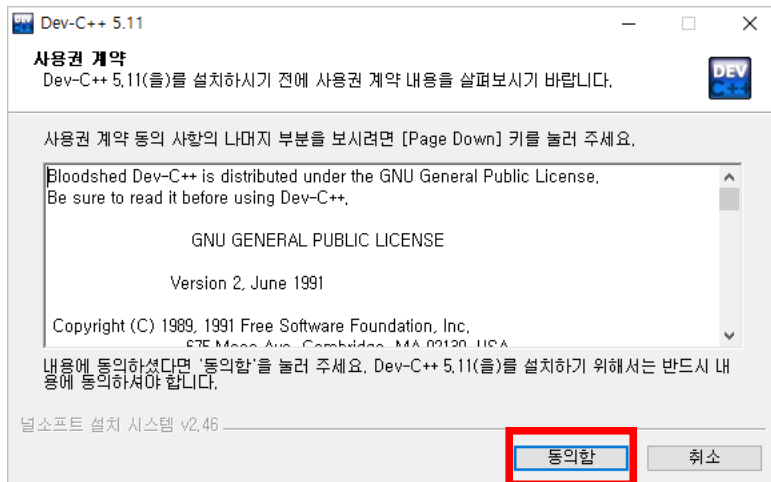 DEV Dev-C++ 5.11
사용권 계약
Dev-C++ 5.11(을)를 설치하시기 전에 사용권 계약 내용을 살펴보시기 바랍니다.
DEV
C++
사용권 계약 동의 사항의 나머지 부분을 보시려면 [Page Down] 키를 눌러 주세요.
Bloodshed Dev-C++ is distributed under the GNU General Public License.
Be sure to read it before using Dev-C++.
GNU GENERAL PUBLIC LICENSE
Version 2, June 1991
Copyright (C) 1989, 1991 Free Software Foundation, Inc.
675 Mass Ave, Cambridge, MA 02139, USA
내용에 동의하셨다면 '동의함'을 눌러 주세요. Dev-C++ 5.11(을)를 설치하기 위해서는 반드시 내
용에 동의하셔야 합니다.
널소프트 설치 시스템 v2.46
동의함 취소